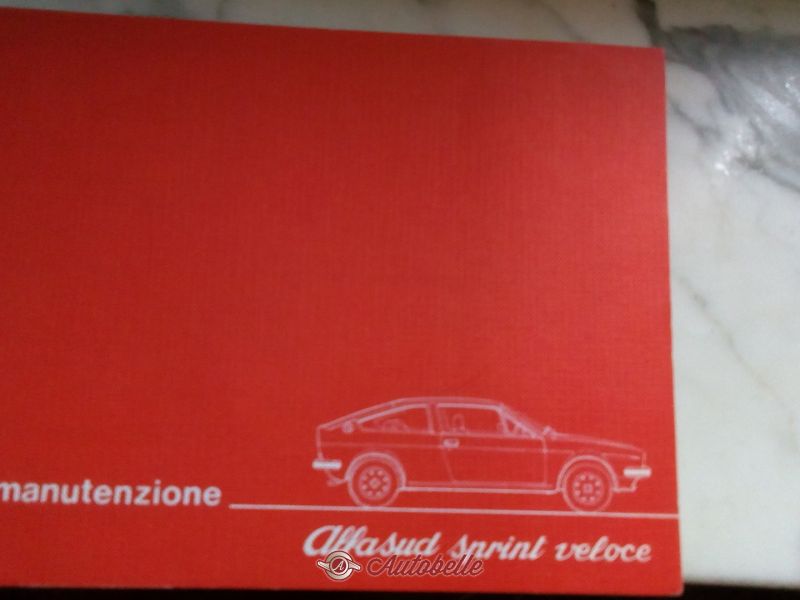 manutenzione
Alfasud sprint veloce
Autobelle